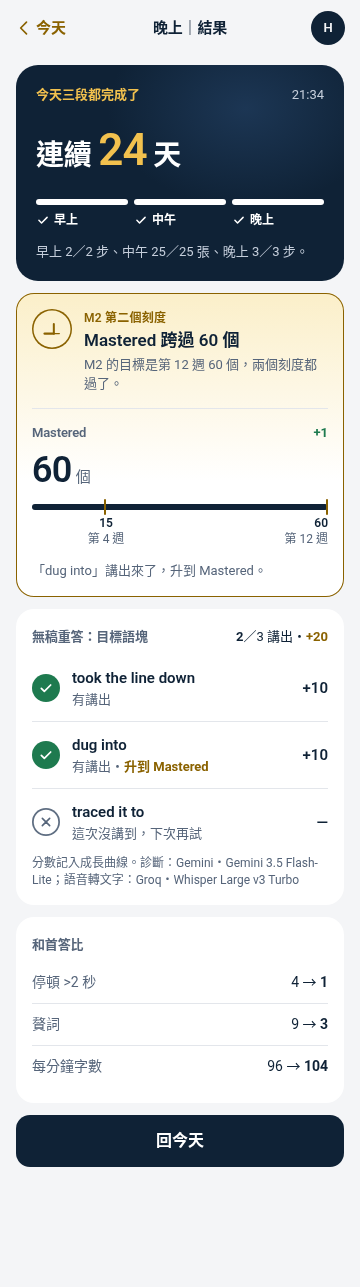 今天
晚上｜結果
H
今天三段都完成了
21:34
連續 24 天
早上
中午
晚上
早上 2／2 步、中午 25／25 張、晚上 3／3 步。
M2 第二個刻度
Mastered 跨過 60 個
M2 的目標是第 12 週 60 個，兩個刻度都
過了。
Mastered
+1
60 個
15
60
第 4 週
第 12 週
「dug into」講出來了，升到 Mastered。
無稿重答：目標語塊
2／3 講出・+20
took the line down
有講出
+10
dug into
有講出・升到 Mastered
+10
traced it to
這次沒講到，下次再試
–
分數記入成長曲線。診斷：Gemini・Gemini 3.5 Flash-
Lite；語音轉文字：Groq・Whisper Large v3 Turbo
和首答比
停頓 >2 秒
4 → 1
贅詞
9 → 3
每分鐘字數
96 → 104
回今天